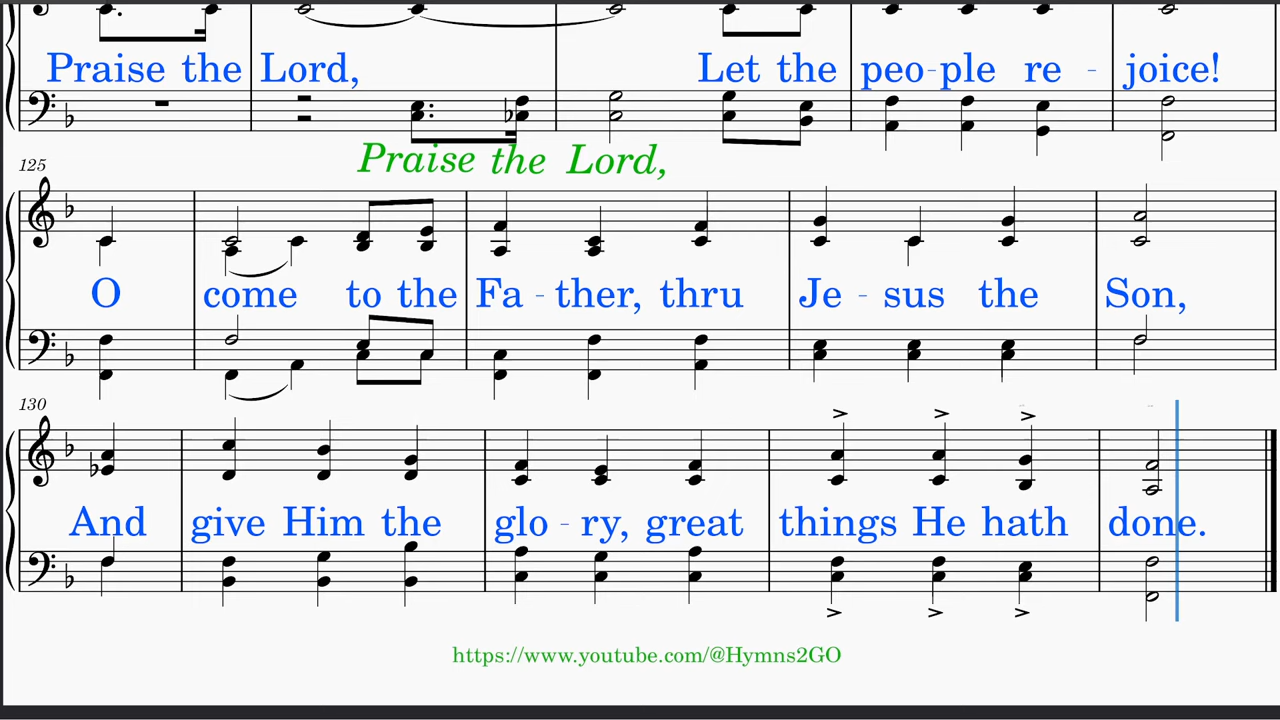 Praise the Lord, Let the peo-ple re - joice!
Praise the Lord,
125
O come to the Fa - ther, thru Je - sus the Son,
130
And give Him the glo - ry, great things He hath done.
https://www.youtube.com/@Hymns2GO